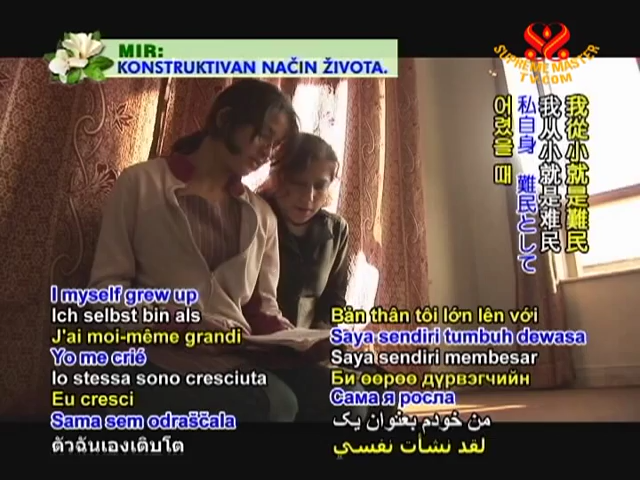 MIR:
KONSTRUKTIVAN NAČIN ŽIVOTA.
SUPREME MASTER
TV.COM
我從小就是難民
我从小就是难民
私自身 難民として
어렸을 때
I myself grew up
Ich selbst bin als
J'ai moi-même grandi
Yo me crié
Io stessa sono cresciuta
Eu cresci
Sama sem odraščala
ตัวฉันเองเติบโต
Bản thân tôi lớn lên với
Saya sendiri tumbuh dewasa
Saya sendiri membesar
Би өөрөө дүрвэгчийн
Сама я росла
من خودم بعنوان یک
لقد نشأت نفسي